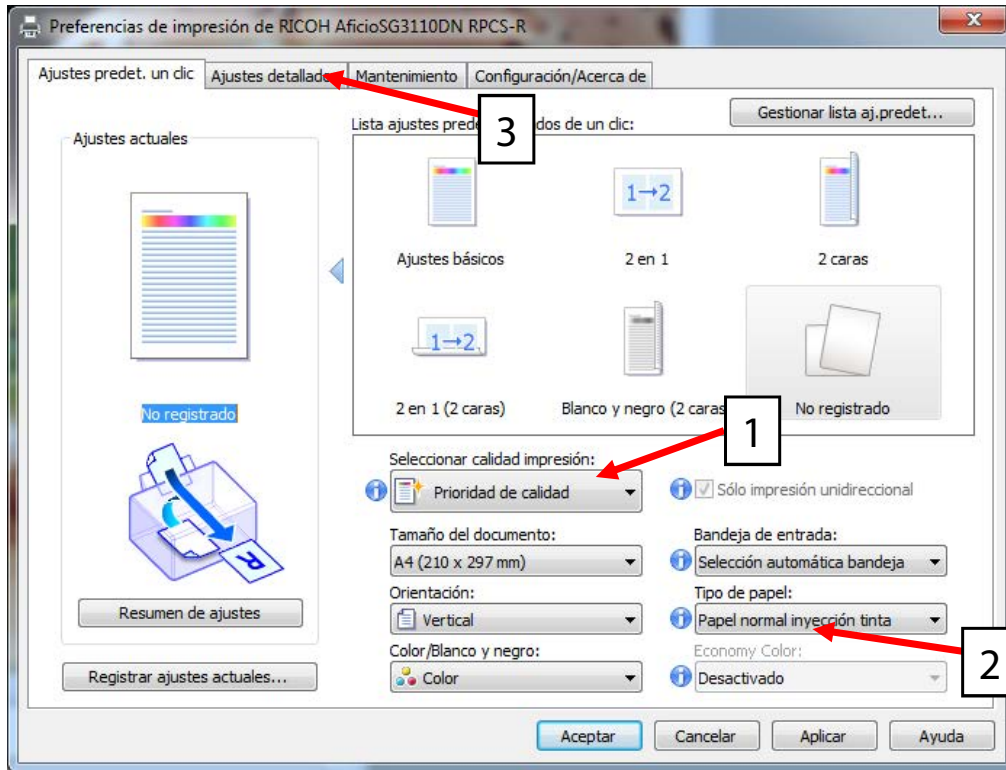 Preferencias de impresión de RICOH AficioSG3110DN RPCS-R
Ajustes predet. un clic
Ajustes detallado
Mantenimiento
Configuración/Acerca de
3
Gestionar lista aj.predet...
Ajustes actuales
Lista ajustes pred dos de un clic:
1→2
Ajustes básicos
2 en 1
2 caras
1→2
No registrado
2 en 1 (2 caras)
Blanco y negro (2 caras
No registrado
1
Seleccionar calidad impresión:
Prioridad de calidad
Sólo impresión unidireccional
Tamaño del documento:
Bandeja de entrada:
A4 (210 x 297 mm)
Selección automática bandeja
R
Orientación:
Tipo de papel:
Resumen de ajustes
Vertical
Papel normal inyección tinta
2
Color/Blanco y negro:
Economy Color:
Registrar ajustes actuales...
Color
Desactivado
Aceptar
Cancelar
Aplicar
Ayuda